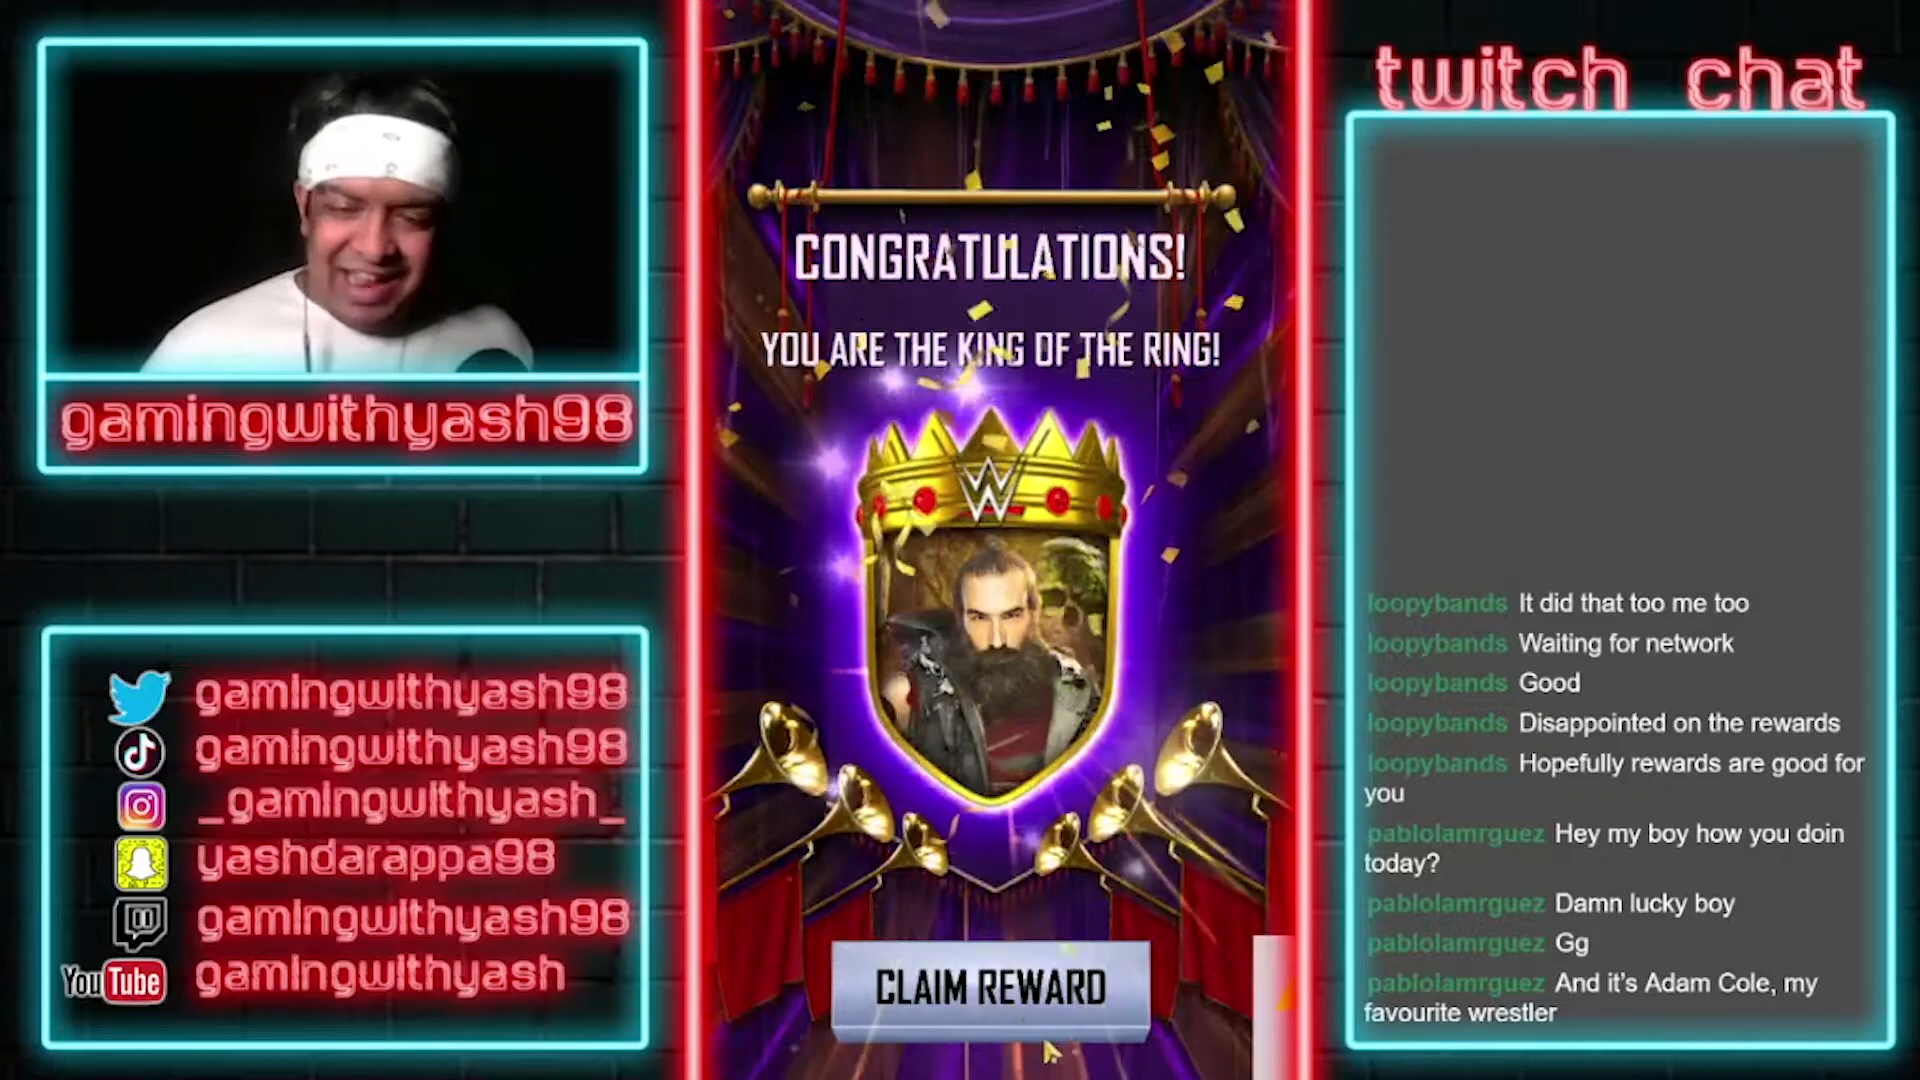 gamingwithyash98
gamingwithyash98
gamingwithyash98
_gamingwithyash_
yashdarappa98
gamingwithyash98
YouTube gamingwithyash
CONGRATULATIONS!
YOU ARE THE KING OF THE RING!
W
CLAIM REWARD
twitch chat
loopybands It did that too me too
loopybands Waiting for network
loopybands Good
loopybands Disappointed on the rewards
loopybands Hopefully rewards are good for
you
pablolamrguez Hey my boy how you doin
today?
pablolamrguez Damn lucky boy
pablolamrguez Gg
pablolamrguez And it's Adam Cole, my
favourite wrestler